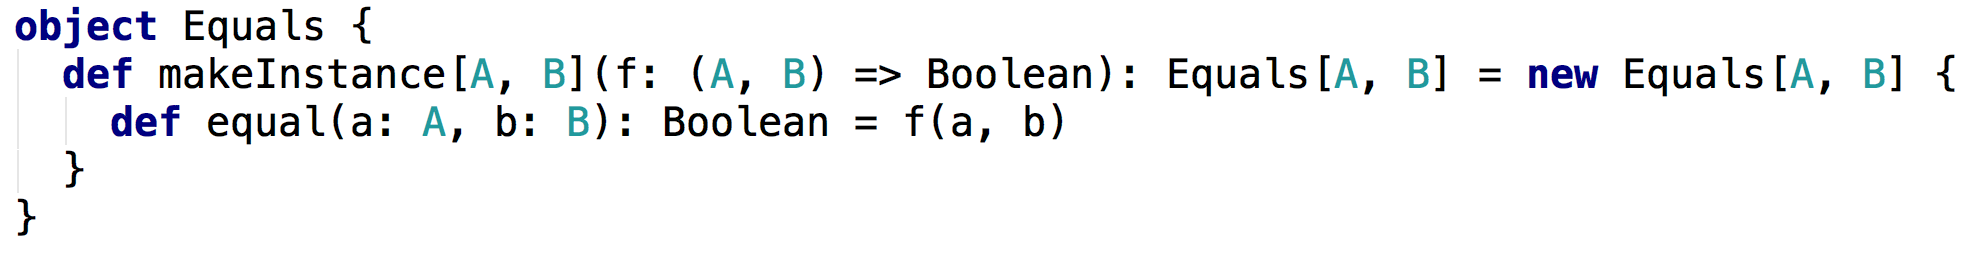 object Equals {
  def makeInstance[A, B](f: (A, B) => Boolean): Equals[A, B] = new Equals[A, B] {
    def equal(a: A, b: B): Boolean = f(a, b)
  }
}